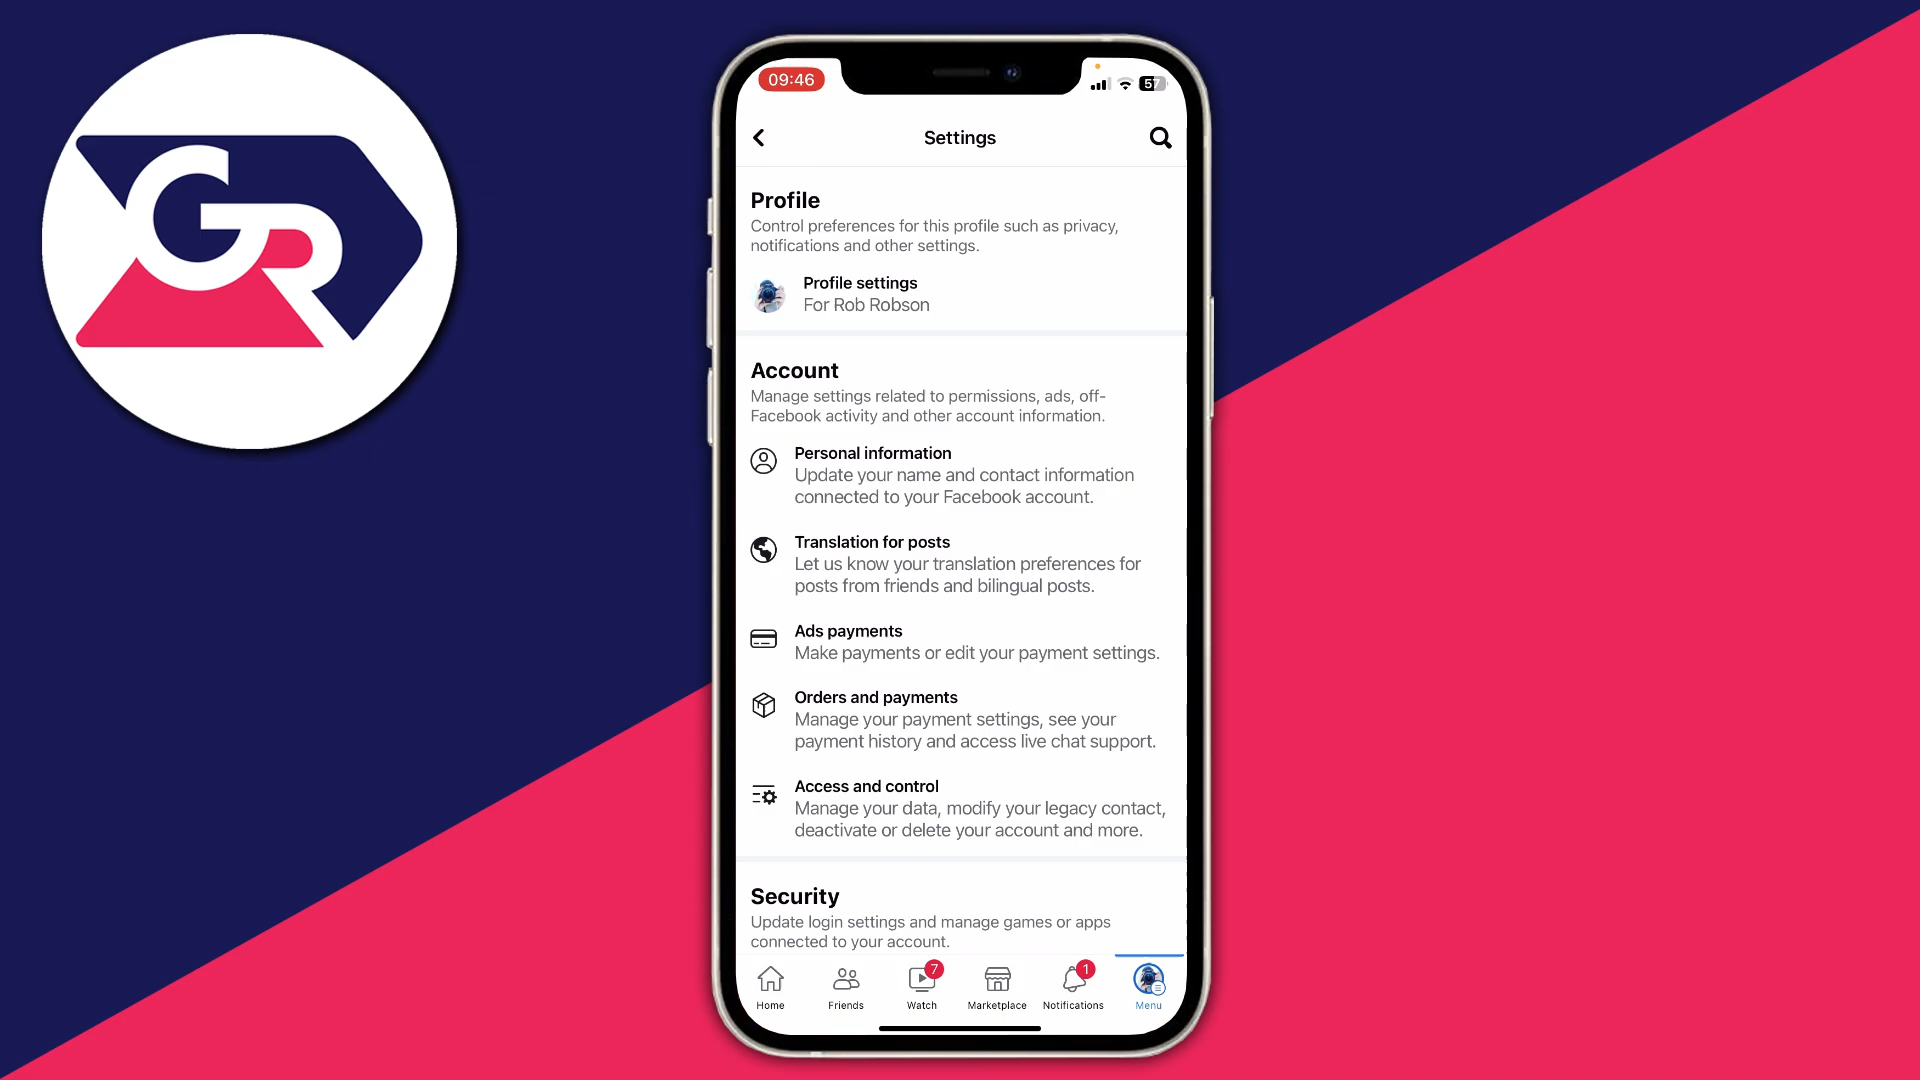 GR
09:46
57
Settings
Profile
Control preferences for this profile such as privacy,
notifications and other settings.
Profile settings
For Rob Robson
Account
Manage settings related to permissions, ads, off-
Facebook activity and other account information.
Personal information
Update your name and contact information
connected to your Facebook account.
Translation for posts
Let us know your translation preferences for
posts from friends and bilingual posts.
Ads payments
Make payments or edit your payment settings.
Orders and payments
Manage your payment settings, see your
payment history and access live chat support.
Access and control
Manage your data, modify your legacy contact,
deactivate or delete your account and more.
Security
Update login settings and manage games or apps
connected to your account.
7
1
Home
Friends
Watch
Marketplace
Notifications
Menu